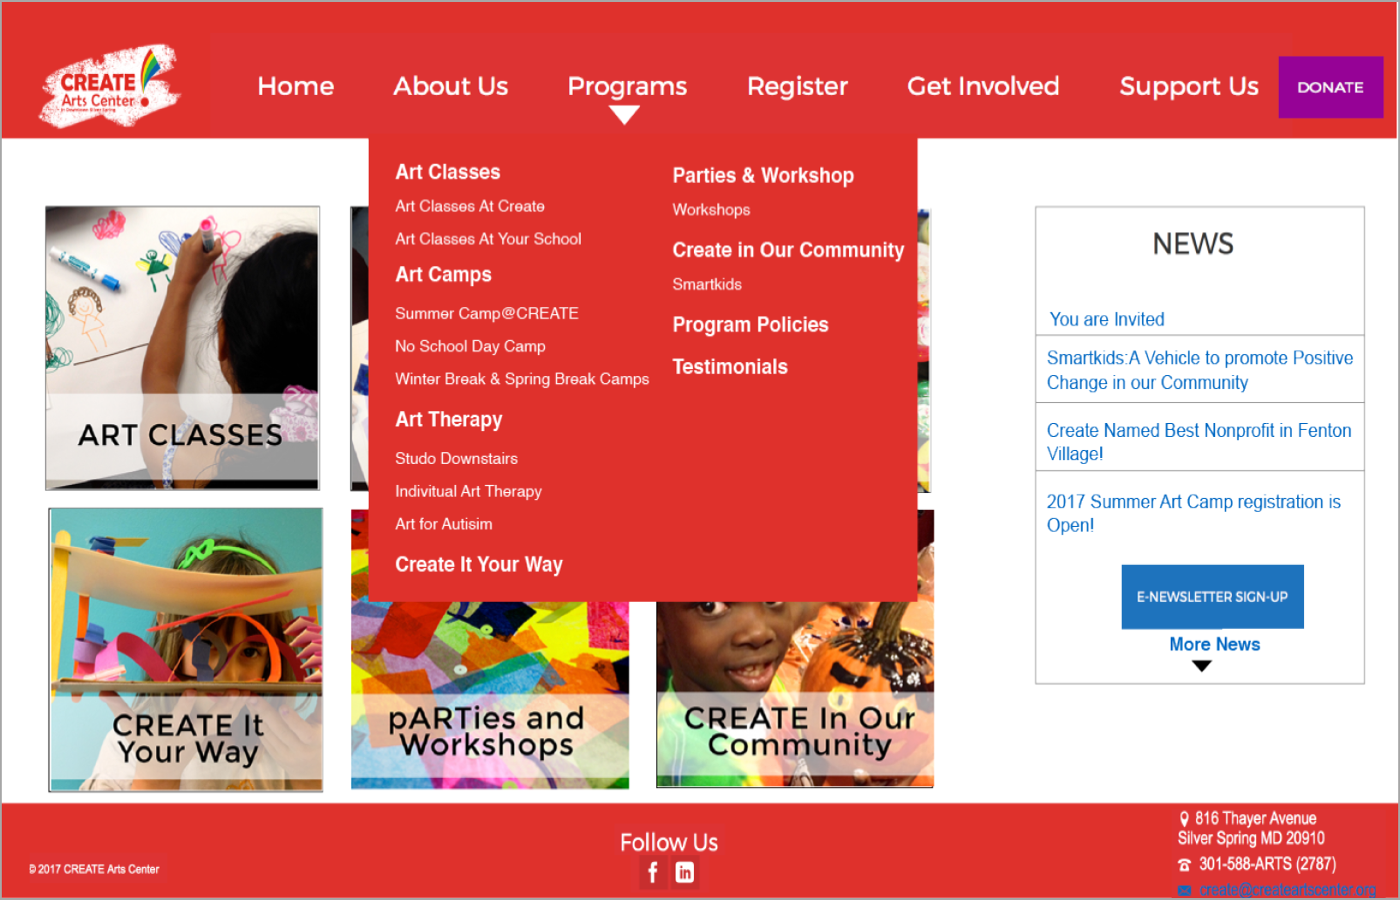 CREATE
Arts Center
In Downtown Silver Spring
Home
About Us
Programs
Register
Get Involved
Support Us
DONATE
Art Classes
Art Classes At Create
Art Classes At Your School
Art Camps
Summer Camp@CREATE
No School Day Camp
Winter Break & Spring Break Camps
Art Therapy
Studo Downstairs
Indivitual Art Therapy
Art for Autisim
Create It Your Way
Parties & Workshop
Workshops
Create in Our Community
Smartkids
Program Policies
Testimonials
ART CLASSES
CREATE It
Your Way
pARTies and
Workshops
CREATE In Our
Community
NEWS
You are Invited
Smartkids:A Vehicle to promote Positive
Change in our Community
Create Named Best Nonprofit in Fenton
Village!
2017 Summer Art Camp registration is
Open!
E-NEWSLETTER SIGN-UP
More News
© 2017 CREATE Arts Center
Follow Us
f in
816 Thayer Avenue
Silver Spring MD 20910
301-588-ARTS (2787)
create@createartscenter.org